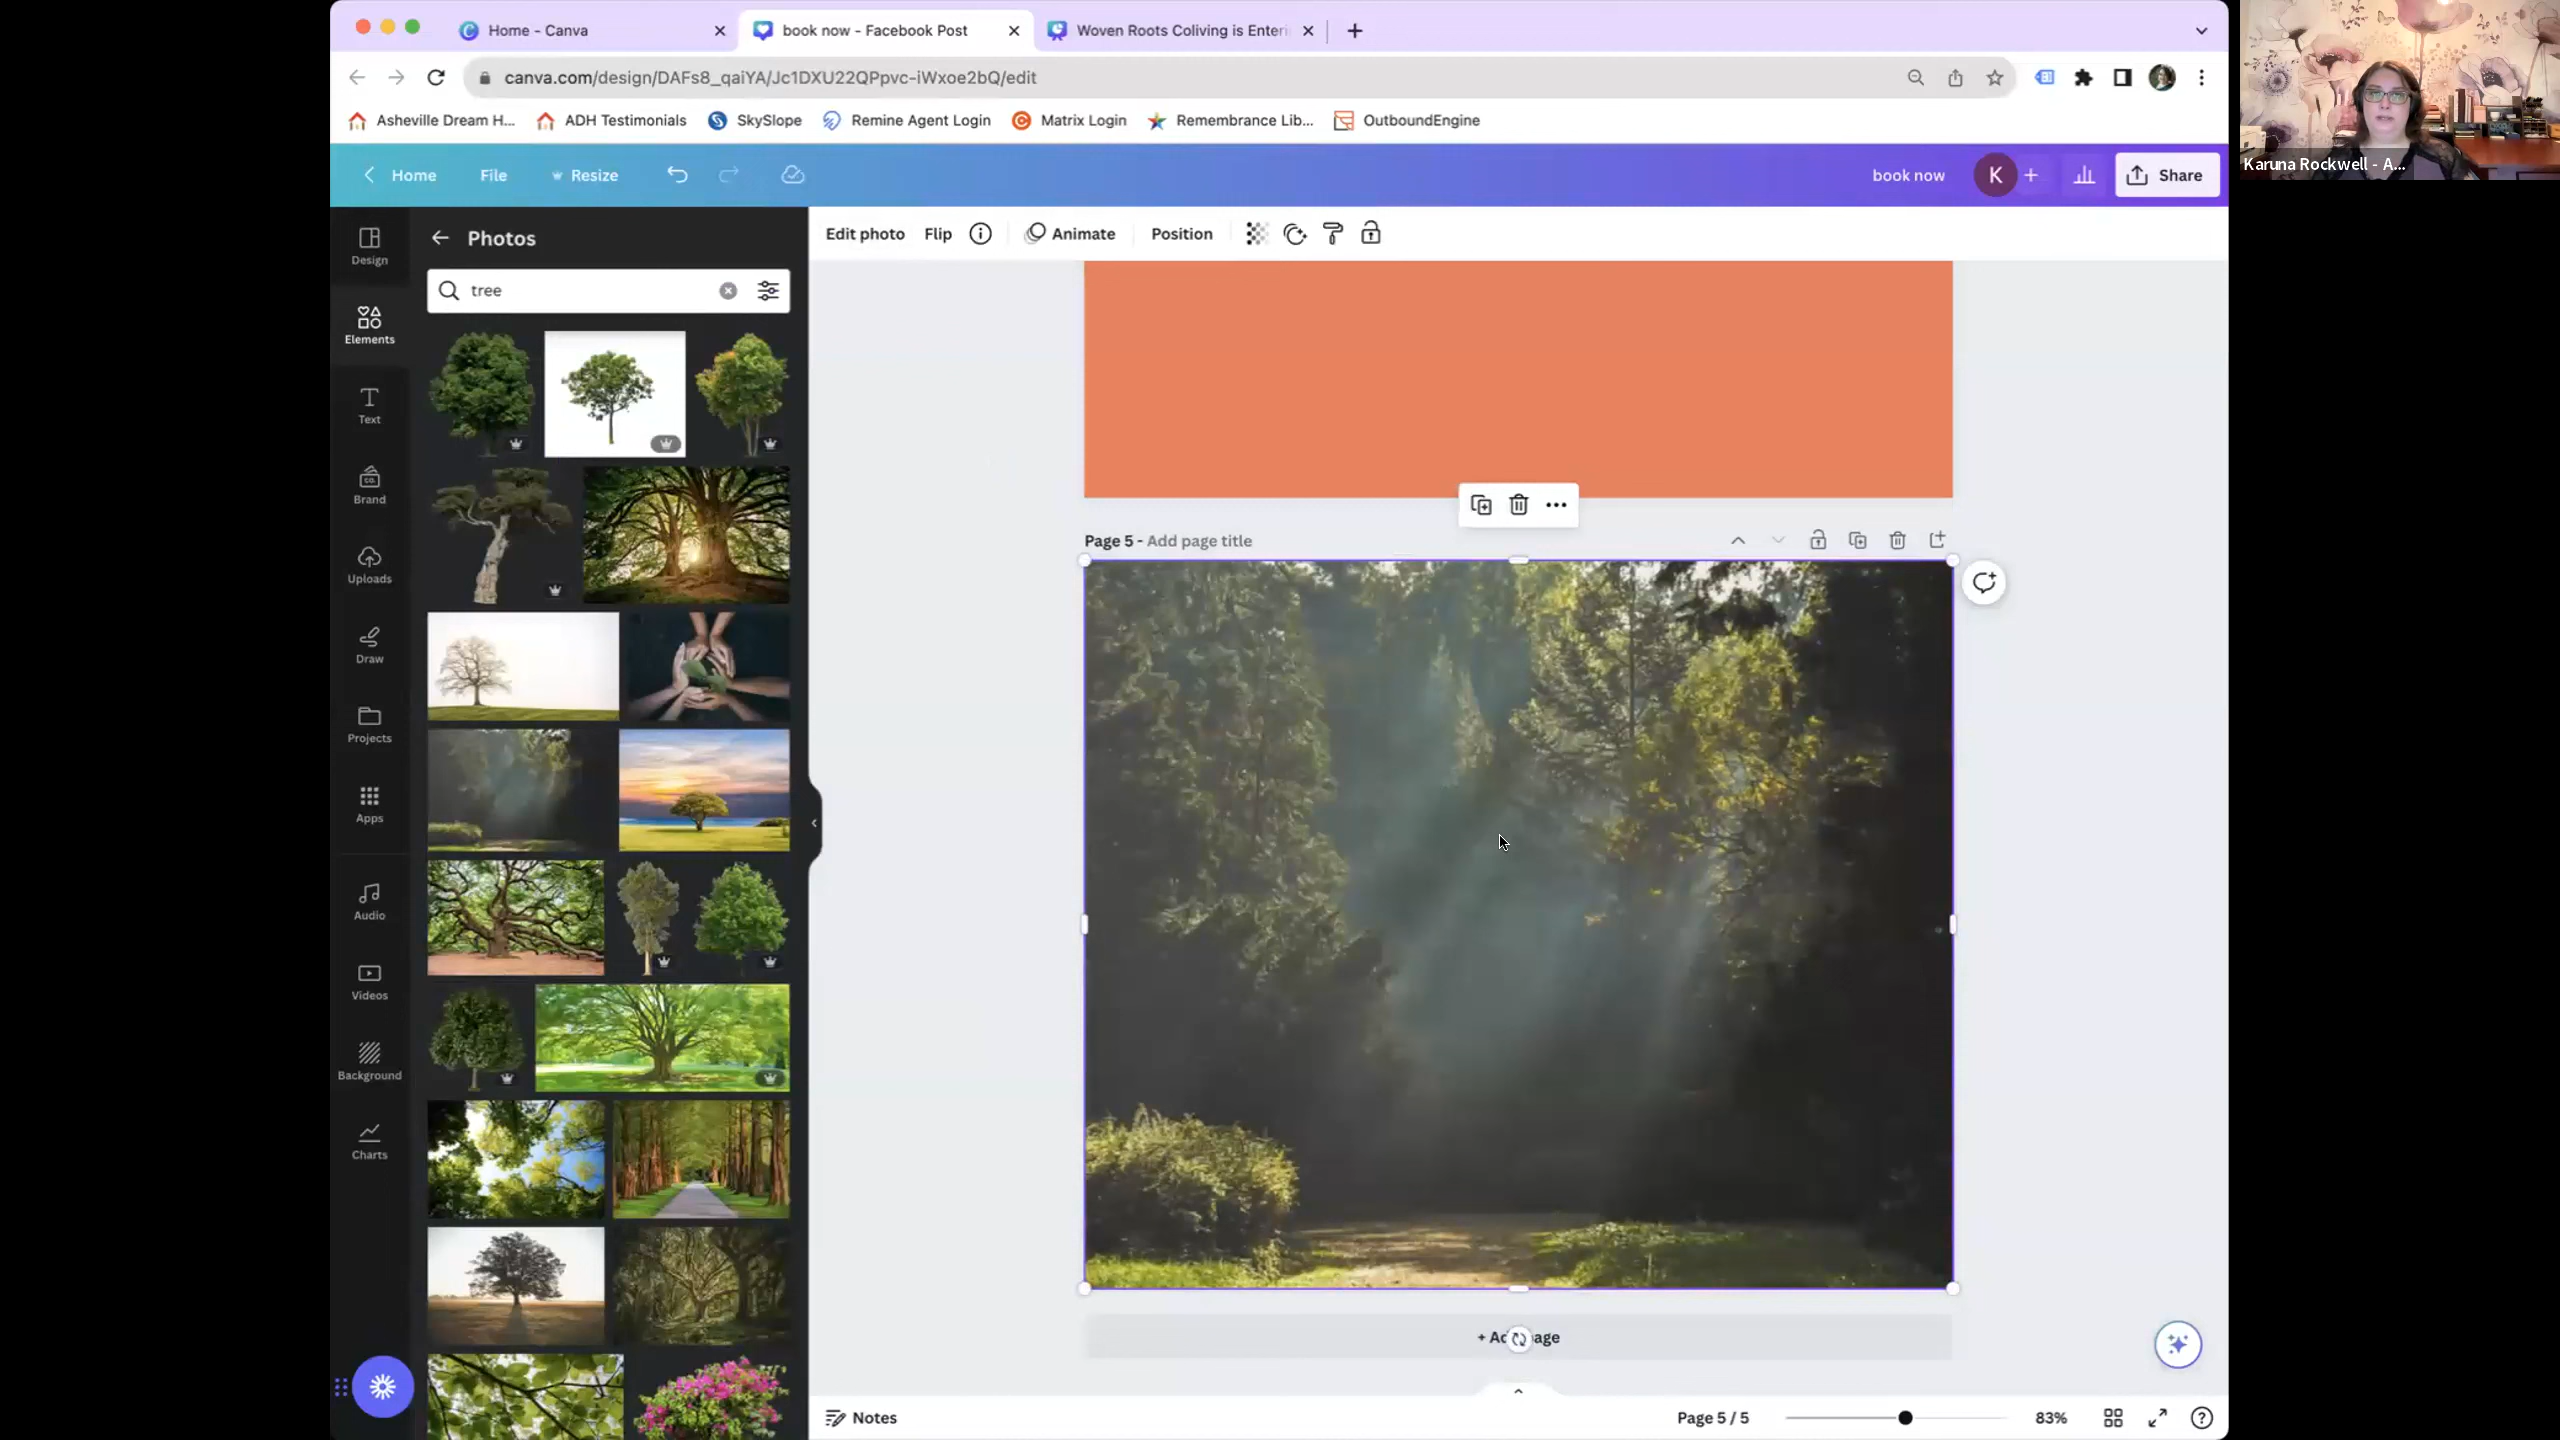 Home - Canva
book now - Facebook Post
Woven Roots Coliving is Enteri
canva.com/design/DAFs8_qaiYA/Jc1DXU22QPpvc-iWxoe2bQ/edit
Asheville Dream H...
ADH Testimonials
SkySlope
Remine Agent Login
Matrix Login
Remembrance Lib...
OutboundEngine
Karuna Rockwell - A...
Home
File
Resize
book now
K
Share
Design
Elements
Text
Brand
Uploads
Draw
Projects
Apps
Audio
Videos
Background
Charts
Photos
tree
Edit photo
Flip
Animate
Position
Page 5 - Add page title
Notes
Page 5 / 5
83%